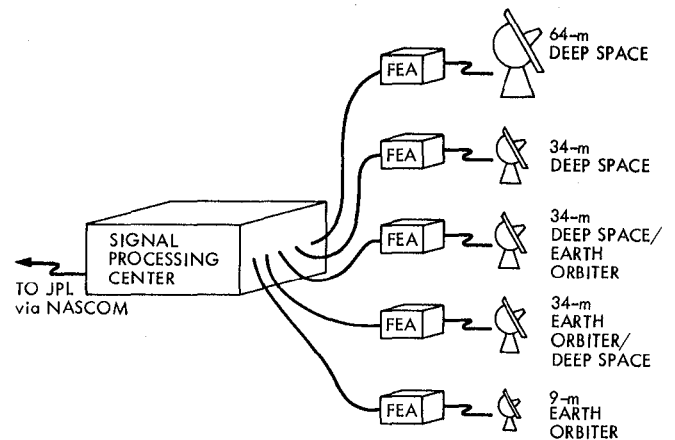 64-m
DEEP SPACE
FEA
34-m
DEEP SPACE
FEA
34-m
DEEP SPACE/
EARTH
ORBITER
FEA
SIGNAL
PROCESSING
CENTER
TO JPL
via NASCOM
34-m
EARTH
ORBITER/
DEEP SPACE
FEA
9-m
EARTH
ORBITER
FEA